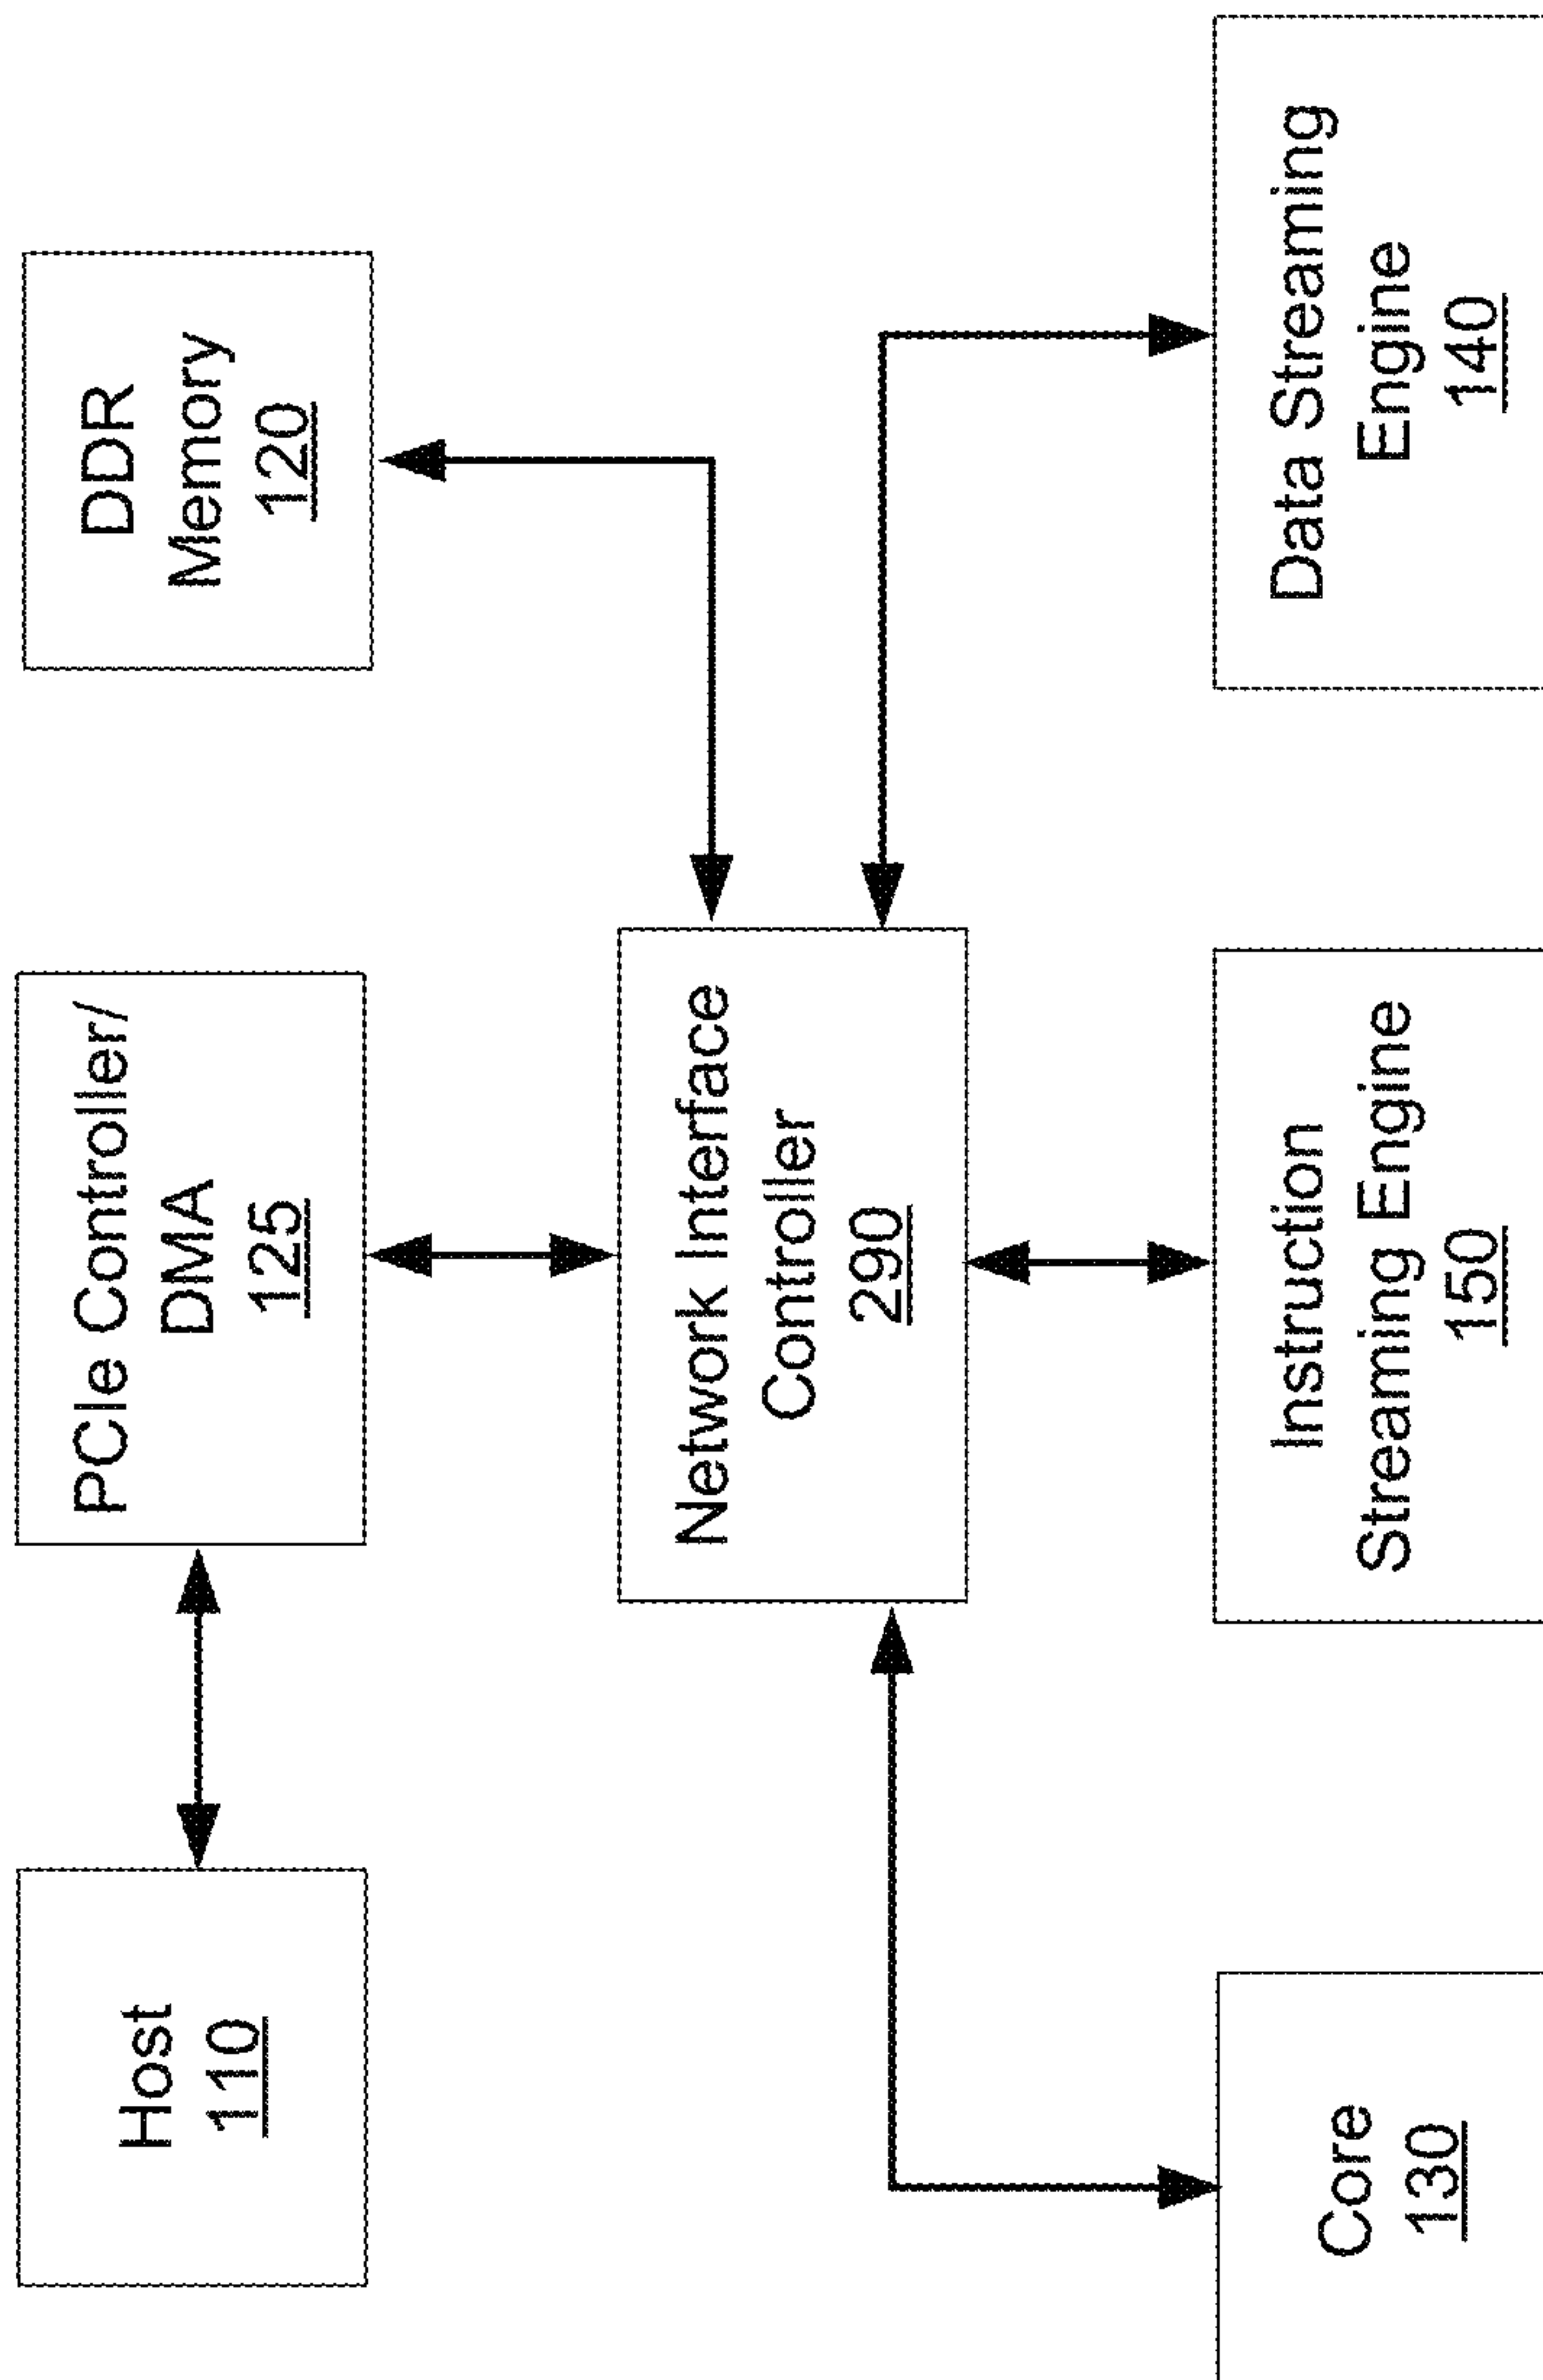 Host
110
PCIe Controller/
DMA
125
DDR
Memory
120
Network Interface
Controller
290
Core
130
Instruction
Streaming Engine
150
Data Streaming
Engine
140